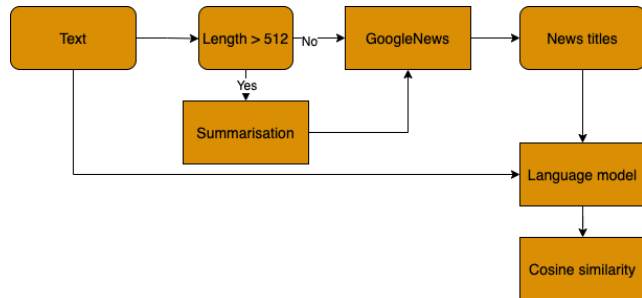 Text
Length > 512
No
GoogleNews
News titles
Yes
Summarisation
Language model
Cosine similarity